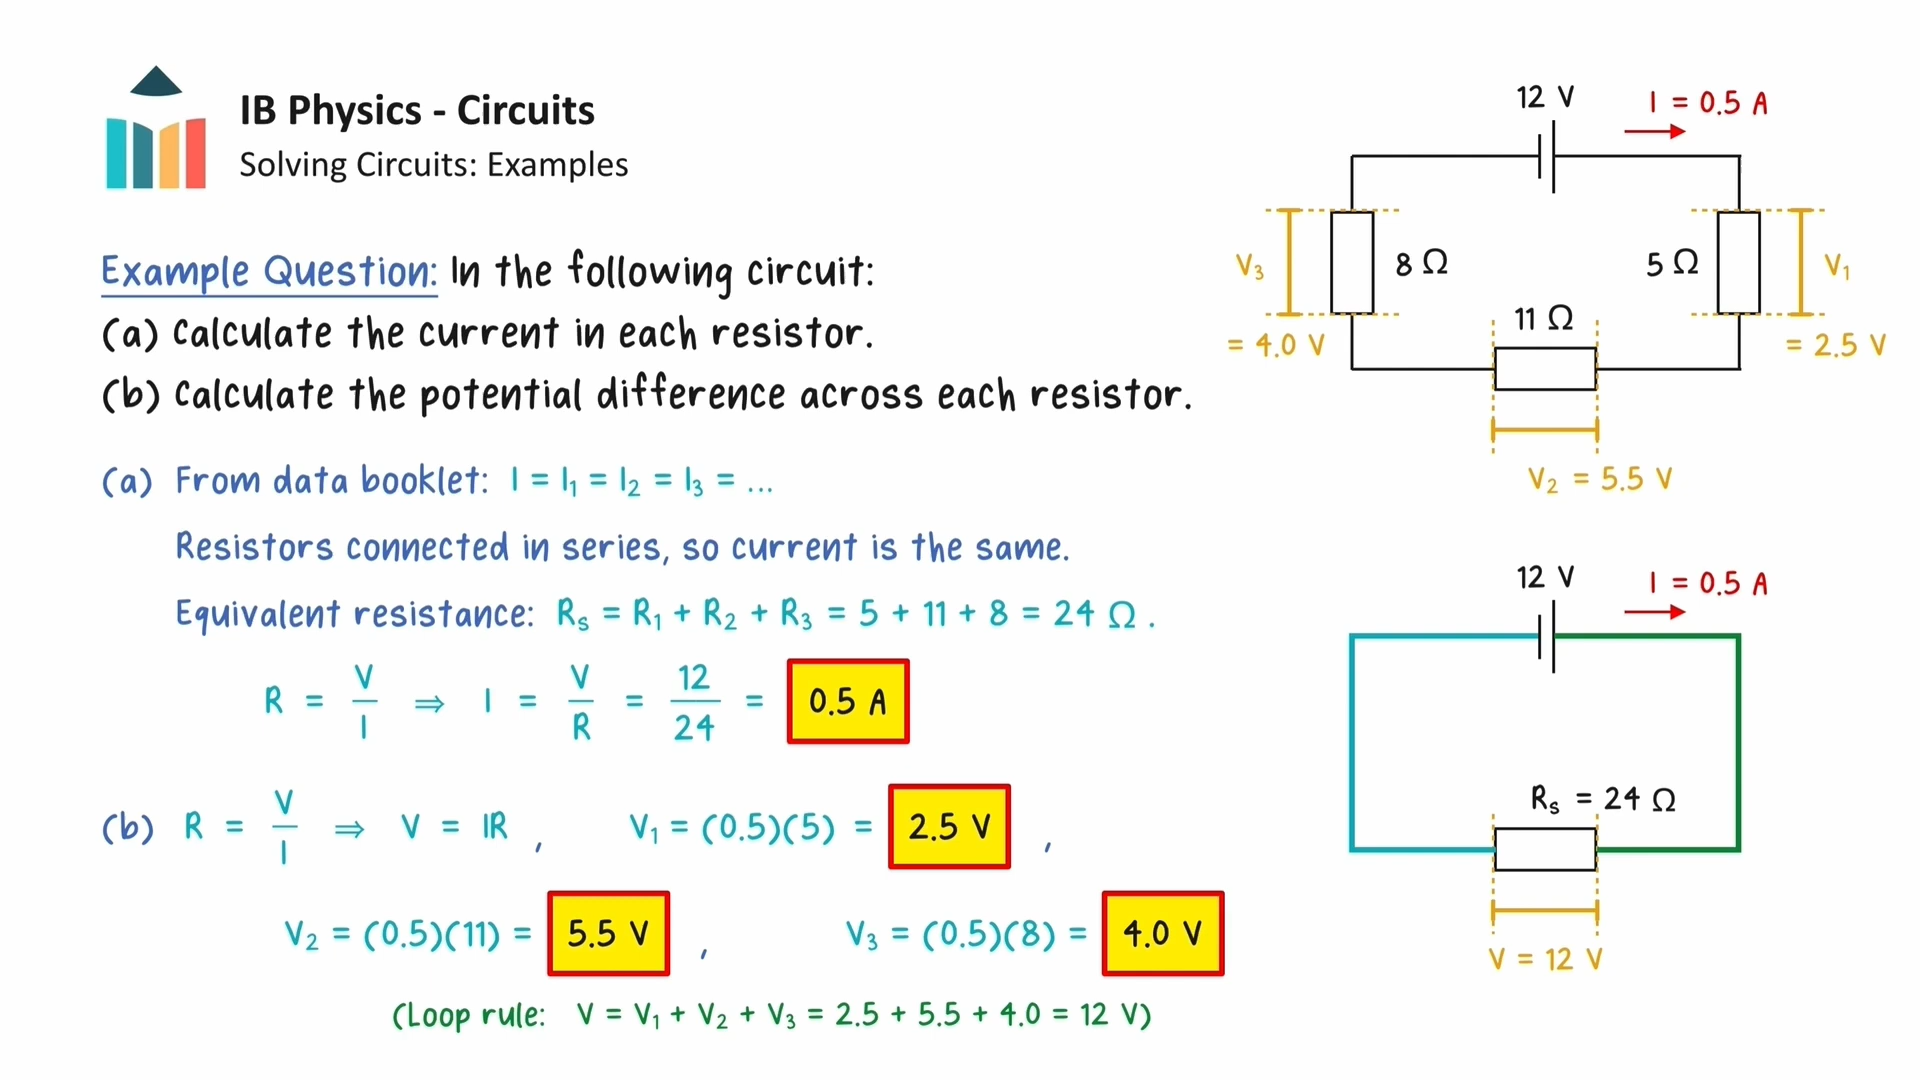 IB Physics - Circuits
Solving Circuits: Examples
Example Question: In the following circuit:
(a) Calculate the current in each resistor.
(b) Calculate the potential difference across each resistor.
(a) From data booklet: I = I₁ = I₂ = I₃ = ...
Resistors connected in series, so current is the same.
Equivalent resistance: Rₛ = R₁ + R₂ + R₃ = 5 + 11 + 8 = 24 Ω .
R = V/I ⇒ I = V/R = 12/24 = 0.5 A
(b) R = V/I ⇒ V = IR , V₁ = (0.5)(5) = 2.5 V ,
V₂ = (0.5)(11) = 5.5 V , V₃ = (0.5)(8) = 4.0 V
(Loop rule: V = V₁ + V₂ + V₃ = 2.5 + 5.5 + 4.0 = 12 V)
12 V I = 0.5 A
V₃ 8 Ω 5 Ω V₁
11 Ω
= 4.0 V = 2.5 V
V₂ = 5.5 V
12 V I = 0.5 A
Rₛ = 24 Ω
V = 12 V